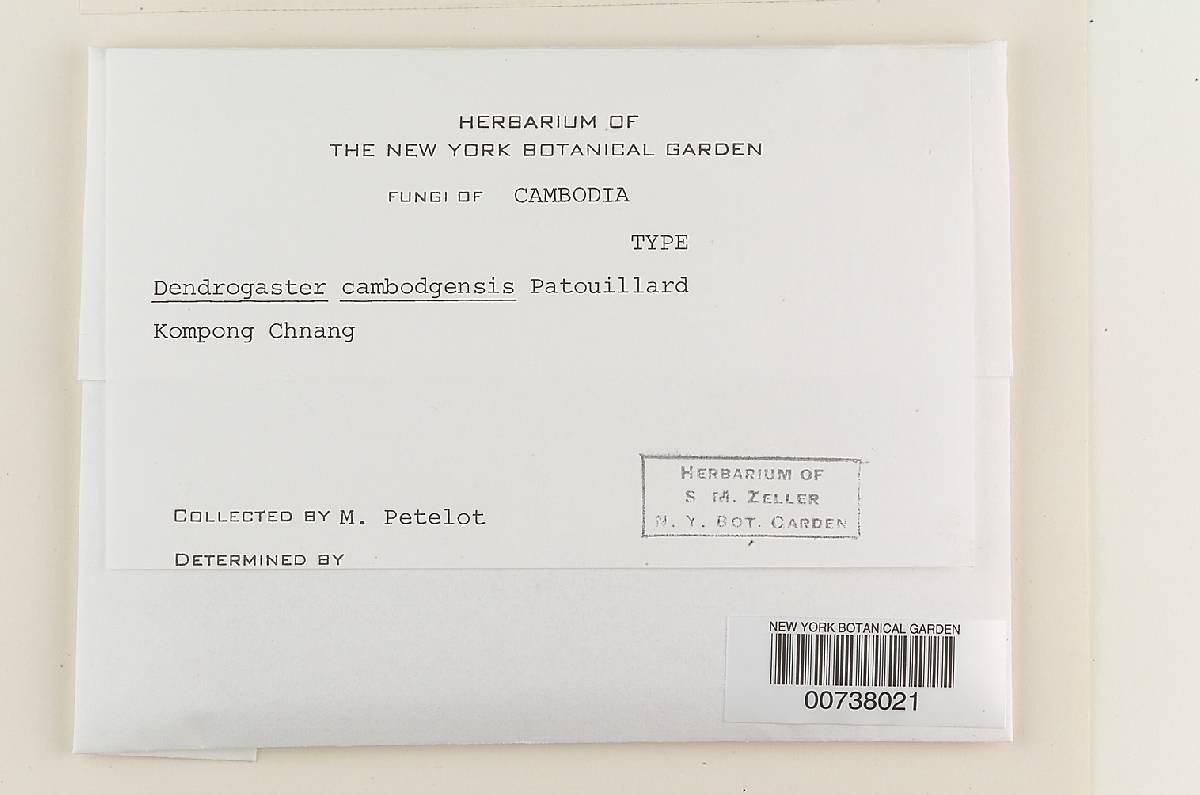 HERBARIUM OF
THE NEW YORK BOTANICAL GARDEN
FUNGI OF CAMBODIA
TYPE
Dendrogaster cambodgensis Patouillard
Kompong Chnang
HERBARIUM OF
S. M. ZELLER
N. Y. BOT. GARDEN
COLLECTED BY M. Petelot
DETERMINED BY
NEW YORK BOTANICAL GARDEN
00738021